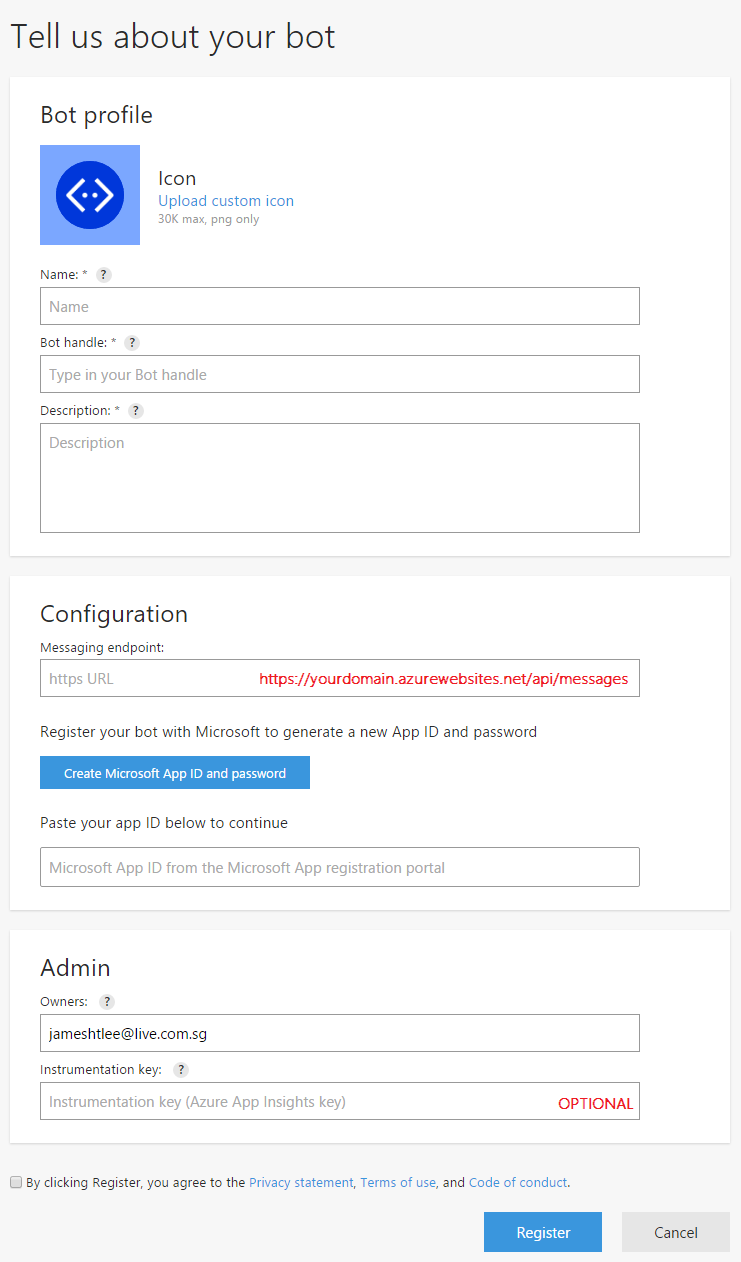 Tell us about your bot
Bot profile
Icon
Upload custom icon
30K max, png only
Name: * ?
Name
Bot handle: * ?
Type in your Bot handle
Description: * ?
Description
Configuration
Messaging endpoint:
https URL https://yourdomain.azurewebsites.net/api/messages
Register your bot with Microsoft to generate a new App ID and password
Create Microsoft App ID and password
Paste your app ID below to continue
Microsoft App ID from the Microsoft App registration portal
Admin
Owners: ?
jameshtlee@live.com.sg
Instrumentation key: ?
Instrumentation key (Azure App Insights key) OPTIONAL
By clicking Register, you agree to the Privacy statement, Terms of use, and Code of conduct.
Register Cancel